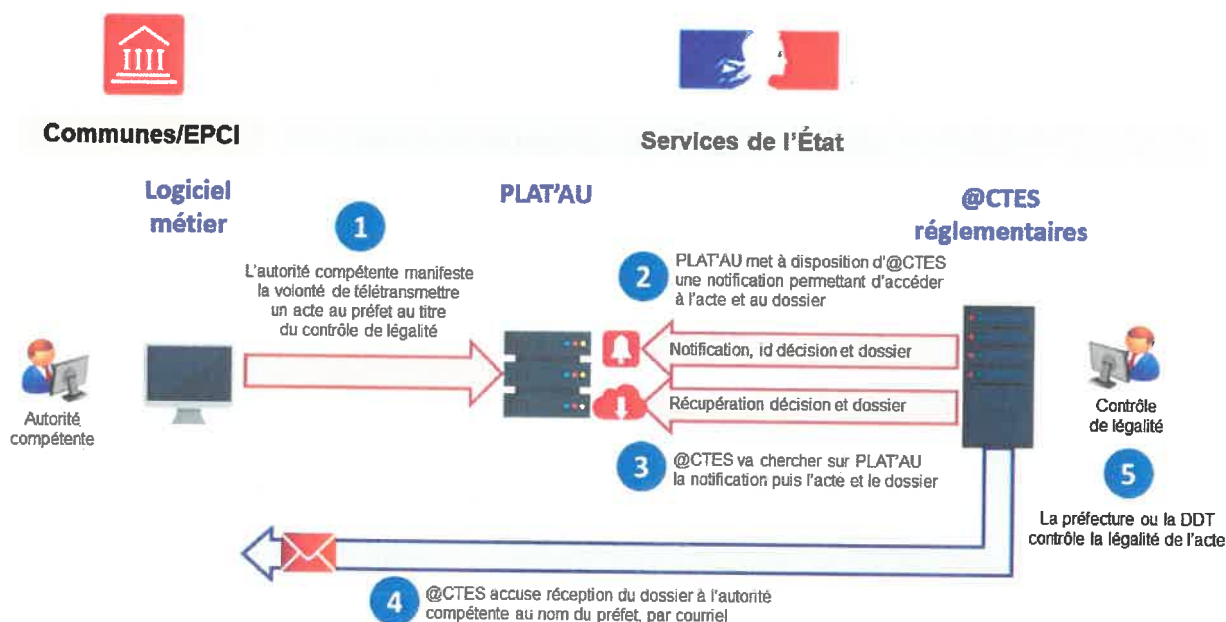 Communes/EPCI
Services de l'État
Logiciel
métier
PLAT'AU
@CTES
réglementaires
1
L'autorité compétente manifeste
la volonté de télétransmettre
un acte au préfet au titre
du contrôle de légalité
2
PLAT'AU met à disposition d'@CTES
une notification permettant d'accéder
à l'acte et au dossier
Notification, id décision et dossier
Récupération décision et dossier
Autorité
compétente
Contrôle
de légalité
3
@CTES va chercher sur PLAT'AU
la notification puis l'acte et le dossier
5
La préfecture ou la DDT
contrôle la légalité de l'acte
4
@CTES accuse réception du dossier à l'autorité
compétente au nom du préfet, par courriel